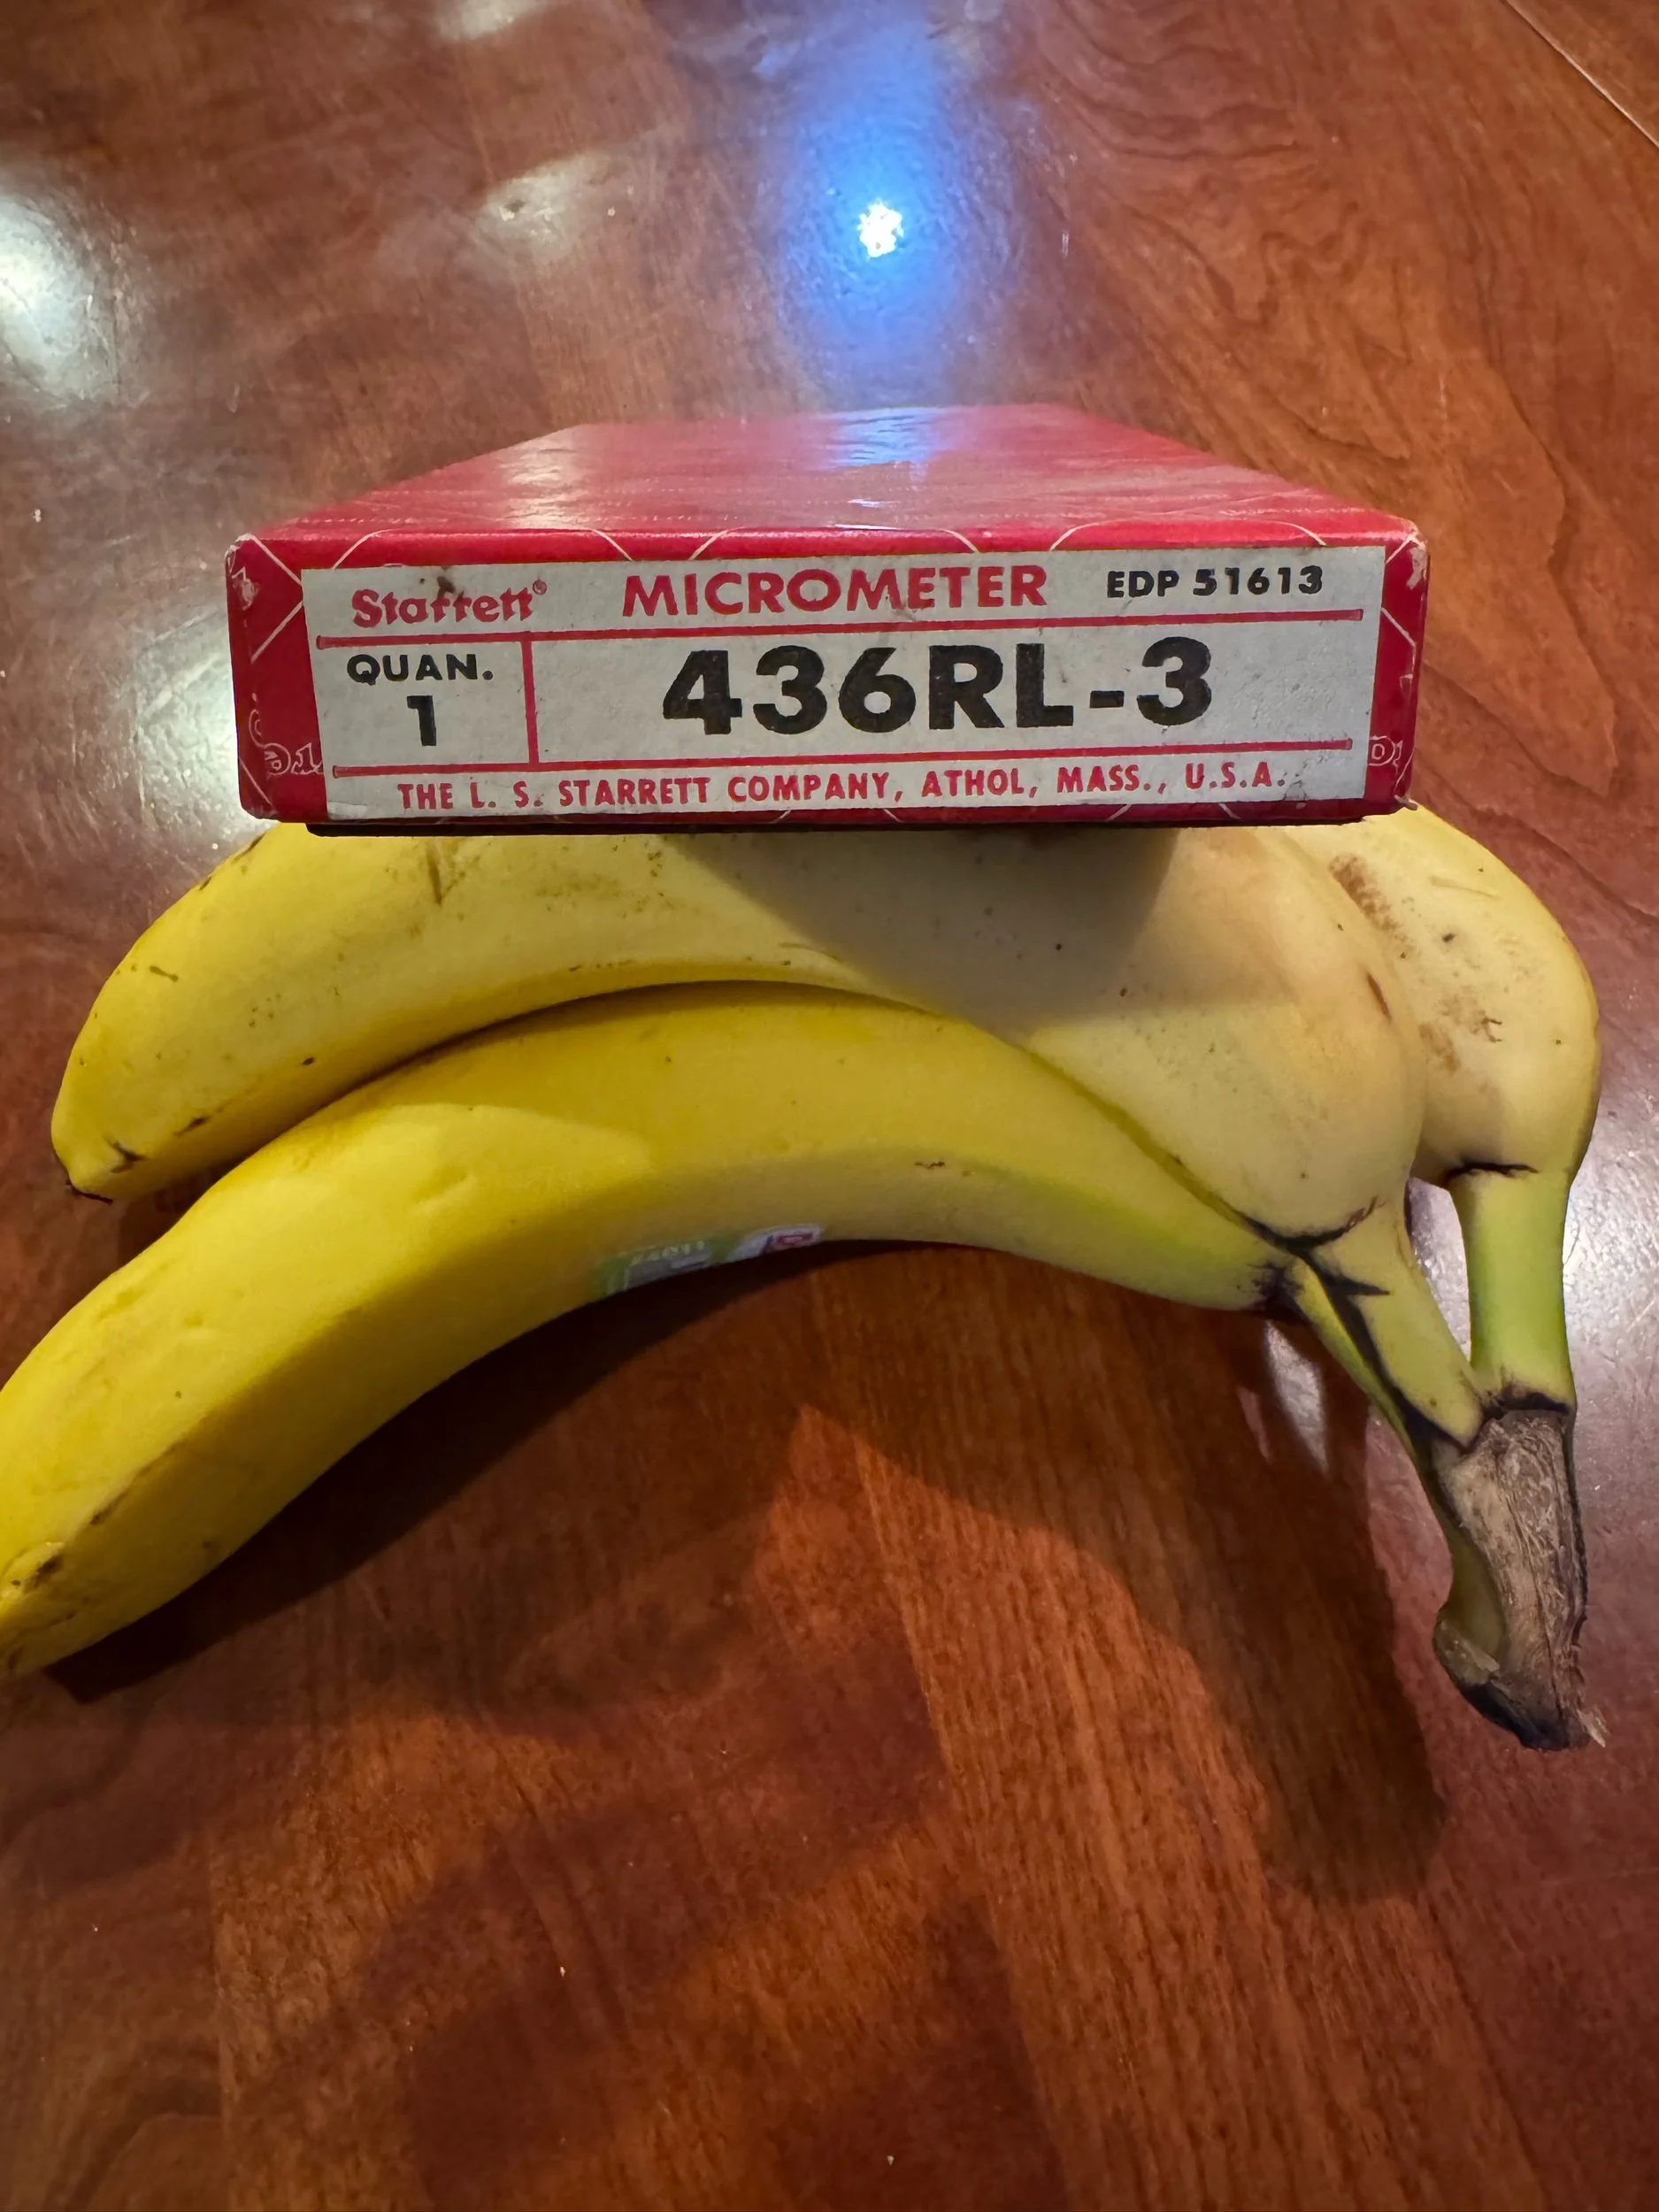 Starrett® MICROMETER EDP 51613
QUAN.
1
436RL-3
THE L. S. STARRETT COMPANY, ATHOL, MASS., U.S.A.